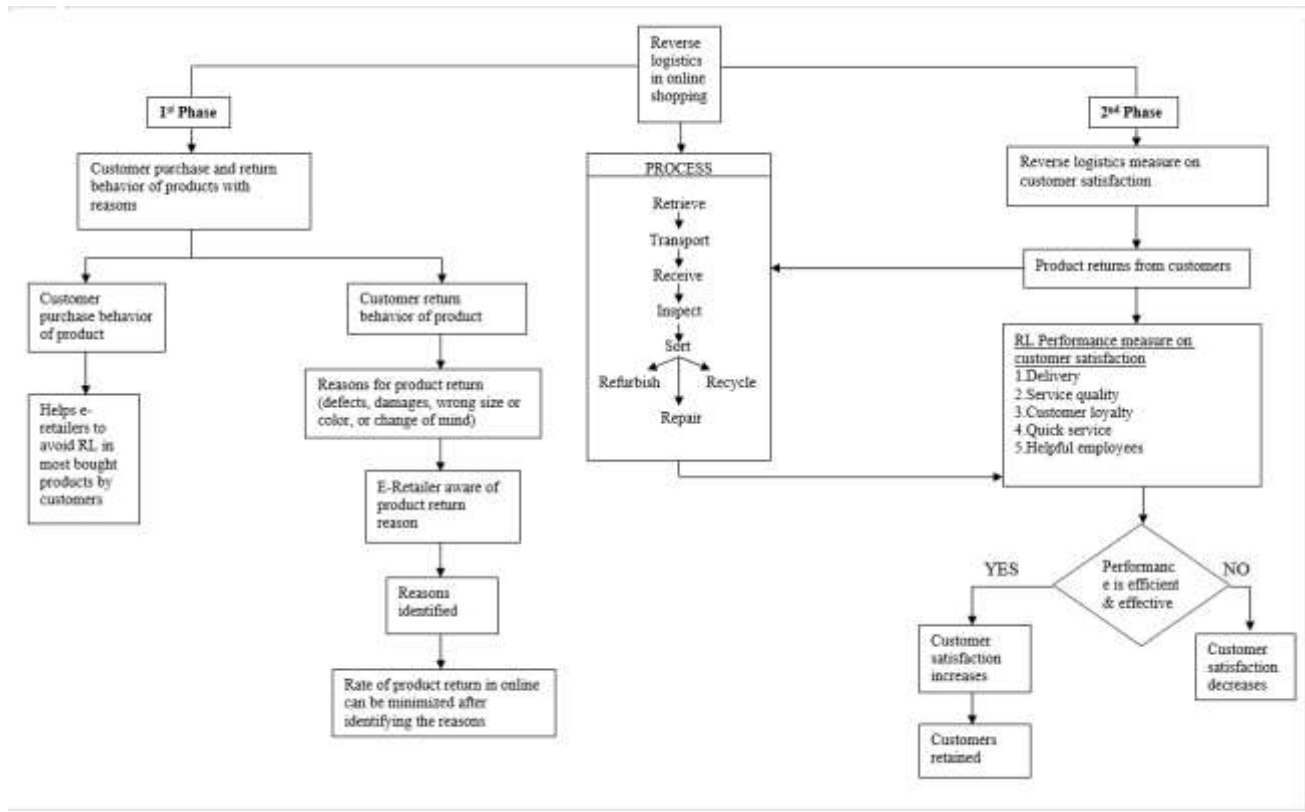 Reverse
logistics
in online
shopping
1st Phase
Customer purchase and return
behavior of products with
reasons
Customer
purchase behavior
of product
Helps e-
retailers to
avoid RL in
most bought
products by
customers
Customer return
behavior of product
Reasons for product return
(defects, damages, wrong size or
color, or change of mind)
E-Retailer aware of
product return
reason
Reasons
identified
Rate of product return in online
can be minimized after
identifying the reasons
PROCESS
Retrieve
Transport
Receive
Inspect
Sort
Refurbish
Recycle
Repair
2nd Phase
Reverse logistics measure on
customer satisfaction
Product returns from customers
RL Performance measure on
customer satisfaction
1.Delivery
2.Service quality
3.Customer loyalty
4.Quick service
5.Helpful employees
Performanc
e is efficient
& effective
YES
NO
Customer
satisfaction
increases
Customers
retained
Customer
satisfaction
decreases